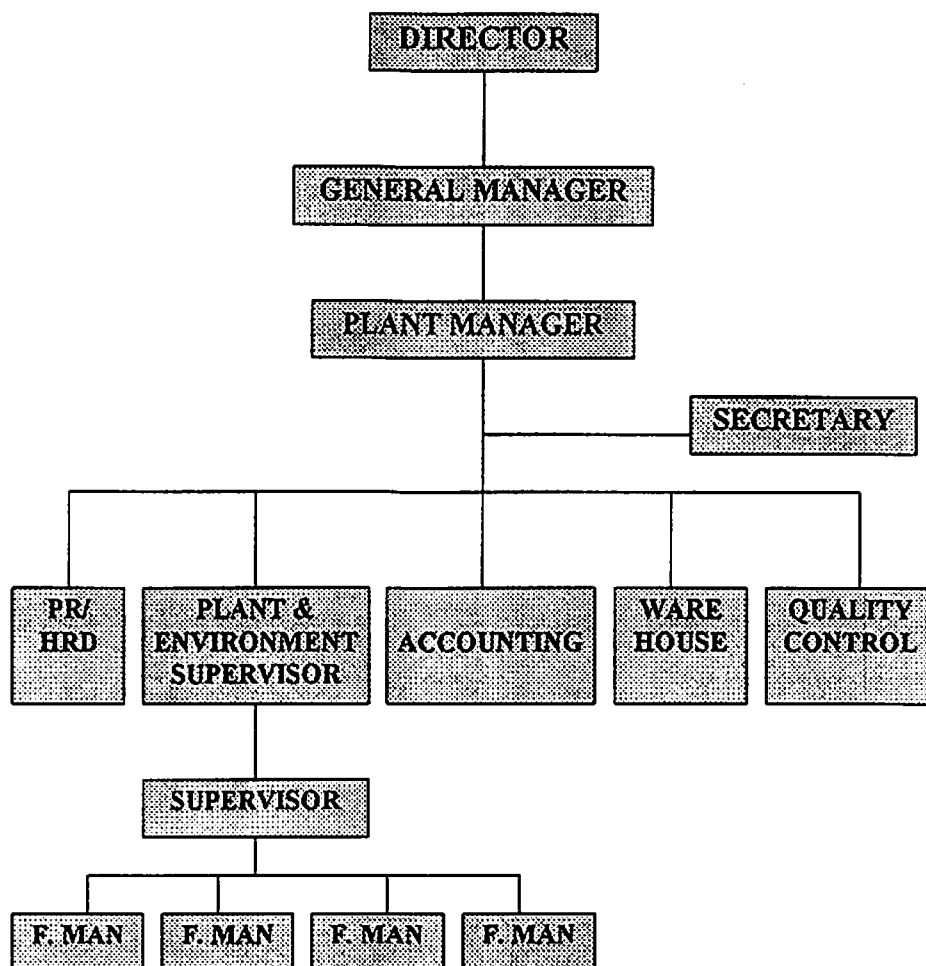 DIRECTOR
GENERAL MANAGER
PLANT MANAGER
SECRETARY
PR/
HRD
PLANT &
ENVIRONMENT
SUPERVISOR
ACCOUNTING
WARE
HOUSE
QUALITY
CONTROL
SUPERVISOR
F. MAN
F. MAN
F. MAN
F. MAN